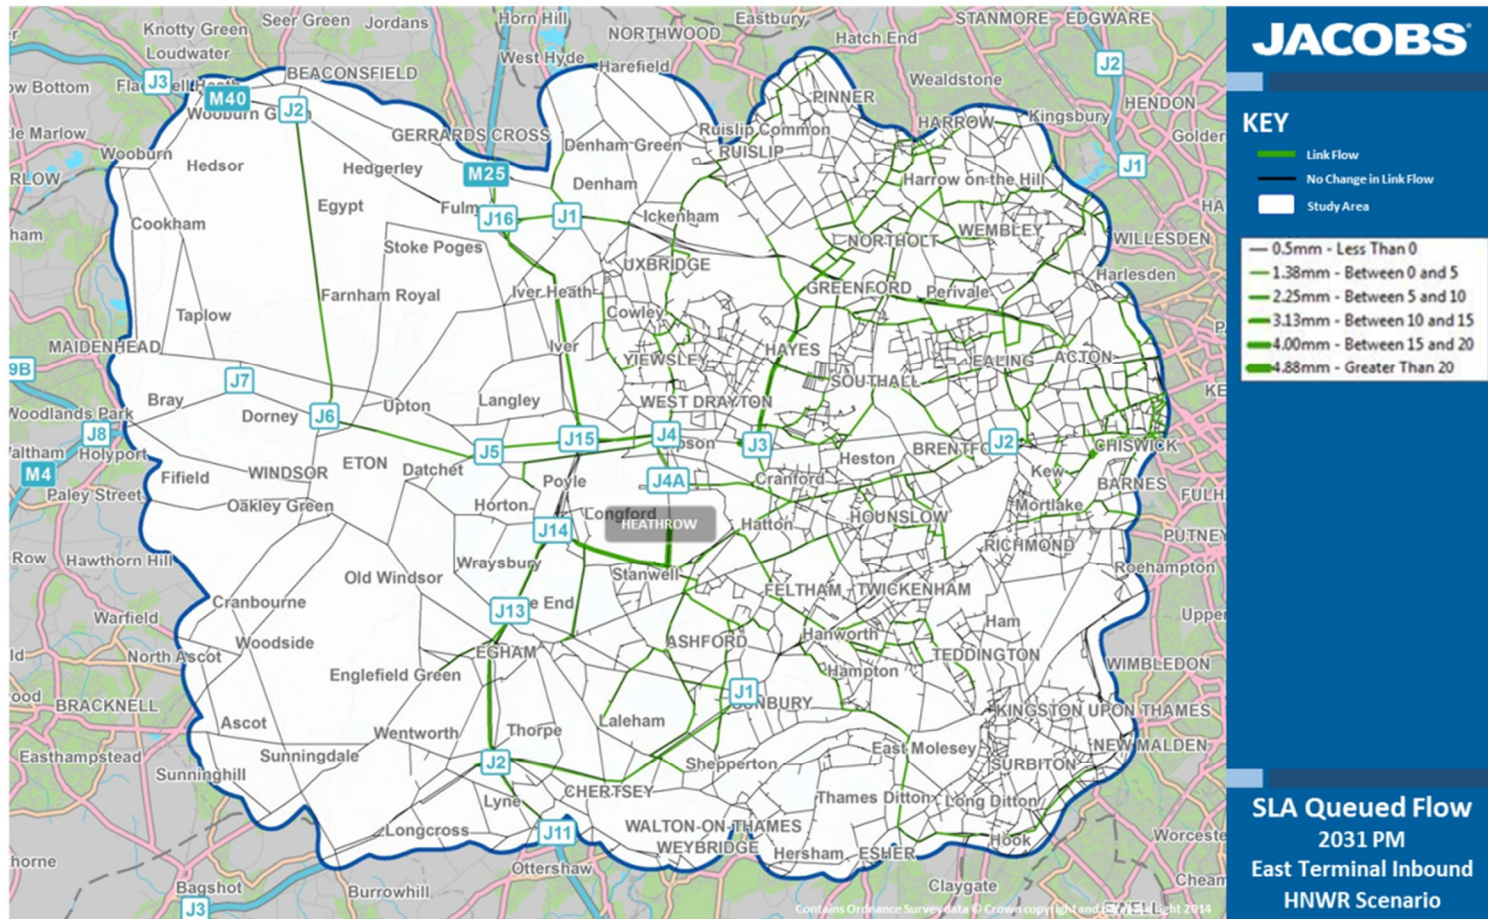 Knotty Green
Seer Green
Jordans
Horn Hill
Eastbury
STANMORE
EDGWARE
Loudwater
NORTHWOOD
Hatch End
West Hyde
J2
BEACONSFIELD
Harefield
J3
Wealdstone
M40
PINNER
HENDON
J2
HARROW
Kingsbury
GERRARDS CROSS
Ruislip Common
Denham Green
RUISLIP
Wooburn
Hedsor
Hedgerley
M25
J1
Denham
Harrow on the Hill
Egypt
J16
J1
Ickenham
Cookham
WEMBLEY
WILLESDEN
Stoke Poges
NORTHOLT
UXBRIDGE
Harlesden
Farnham Royal
Iver Heath
GREENFORD
Perivale
Taplow
Cowley
MAIDENHEAD
Iver
YIEWSLEY
HAYES
EALING
ACTON
9B
J7
SOUTHALL
Bray
Upton
Langley
WEST DRAYTON
Woodlands Park
Dorney
J6
J8
J15
J4
J3
J2
CHISWICK
Holyport
J5
Heston
M4
Fifield
WINDSOR
ETON
Datchet
Kew
Paley Street
Poyle
J4A
Cranford
BARNES
Oakley Green
Horton
Longford
Mortlake
HEATHROW
Hatton
HOUNSLOW
J14
RICHMOND
Row
Hawthorn Hill
Wraysbury
Stanwell
Roehampton
Old Windsor
FELTHAM
TWICKENHAM
Cranbourne
J13
Warfield
Ham
Woodside
Hanworth
ASHFORD
North Ascot
EGHAM
TEDDINGTON
WIMBLEDON
Englefield Green
Hampton
J1
BRACKNELL
KINGSTON UPON THAMES
Ascot
Laleham
Wentworth
Thorpe
East Molesey
NEW MALDEN
Easthampstead
Sunningdale
J2
Shepperton
SURBITON
Sunninghill
CHERTSEY
Lyne
Thames Ditton
Long Ditton
Longcross
J11
WALTON-ON-THAMES
Hook
WEYBRIDGE
Hersham
ESHER
Ottershaw
Bagshot
Burrowhill
Claygate
J3
Contains Ordnance Survey data © Crown copyright and
2014
JACOBS
KEY
Link Flow
No Change in Link Flow
Study Area
0.5mm - Less Than 0
1.38mm - Between 0 and 5
2.25mm - Between 5 and 10
3.13mm - Between 10 and 15
4.00mm - Between 15 and 20
4.88mm - Greater Than 20
SLA Queued Flow
2031 PM
East Terminal Inbound
HNWR Scenario